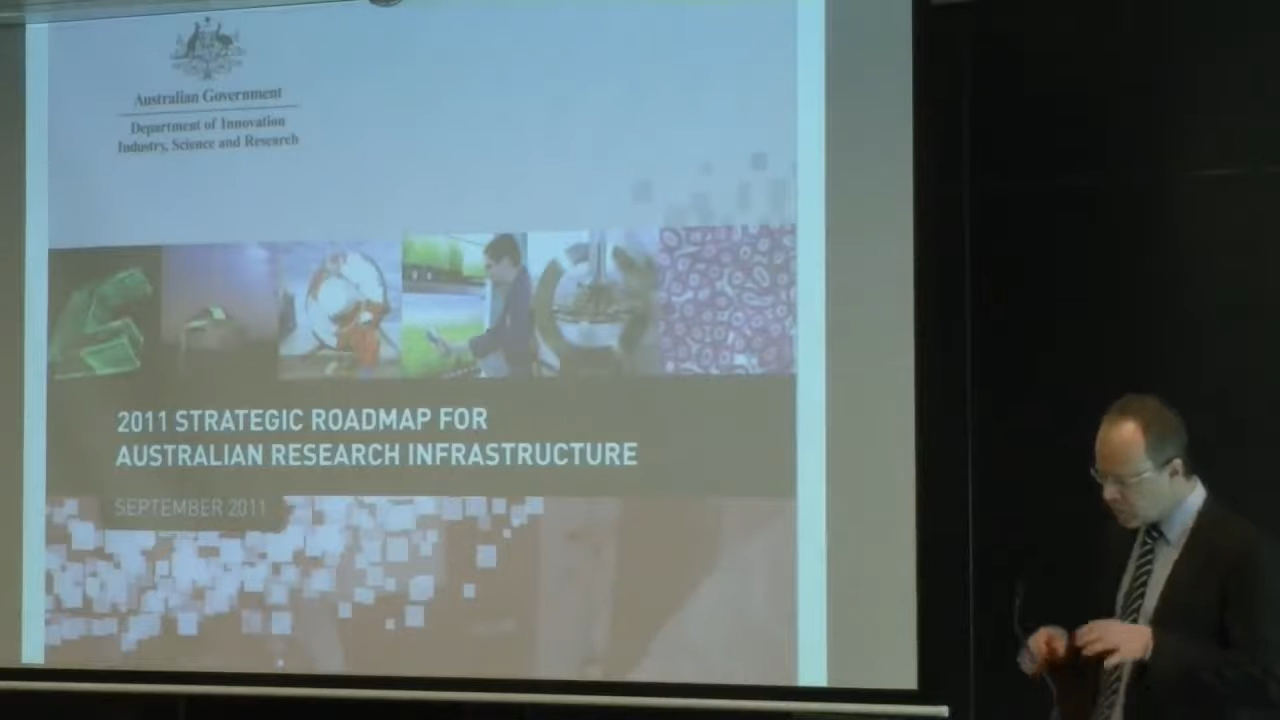 Australian Government
Department of Innovation
Industry, Science and Research
2011 STRATEGIC ROADMAP FOR
AUSTRALIAN RESEARCH INFRASTRUCTURE
SEPTEMBER 2011